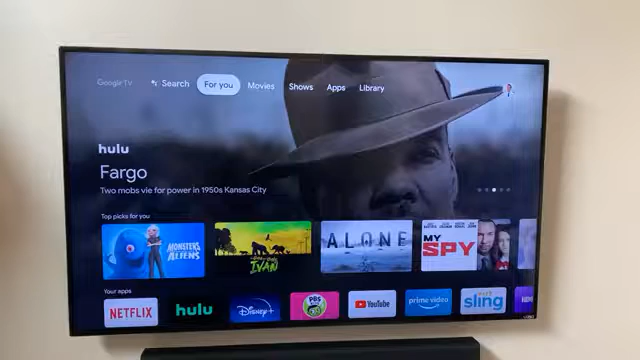 Google TV Search For you Movies Shows Apps Library
hulu
Fargo
Two mobs vie for power in 1950s Kansas City
Top picks for you
MONSTERS
ALIENS
IVAN
ALONE
MY
SPY
Your apps
NETFLIX
hulu
Disney+
PBS
YouTube
prime video
sling